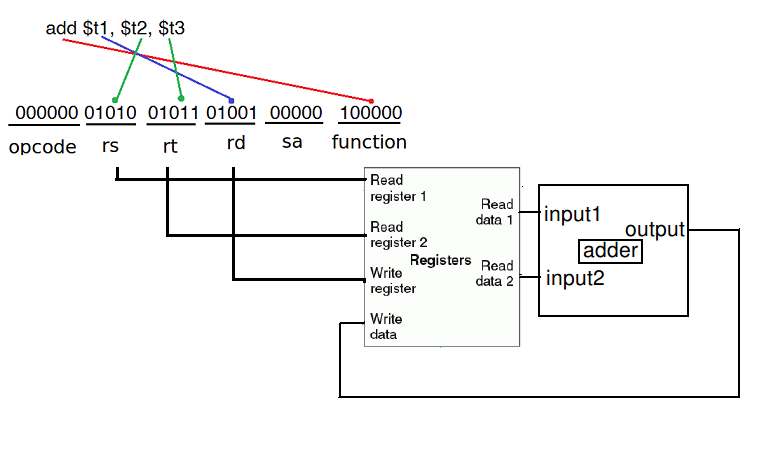 add $t1, $t2, $t3
000000 01010 01011 01001 00000 100000
opcode rs rt rd sa function
Read
register 1
Read
register 2
Write
register
Write
data
Registers
Read
data 1
Read
data 2
input1
output
adder
input2